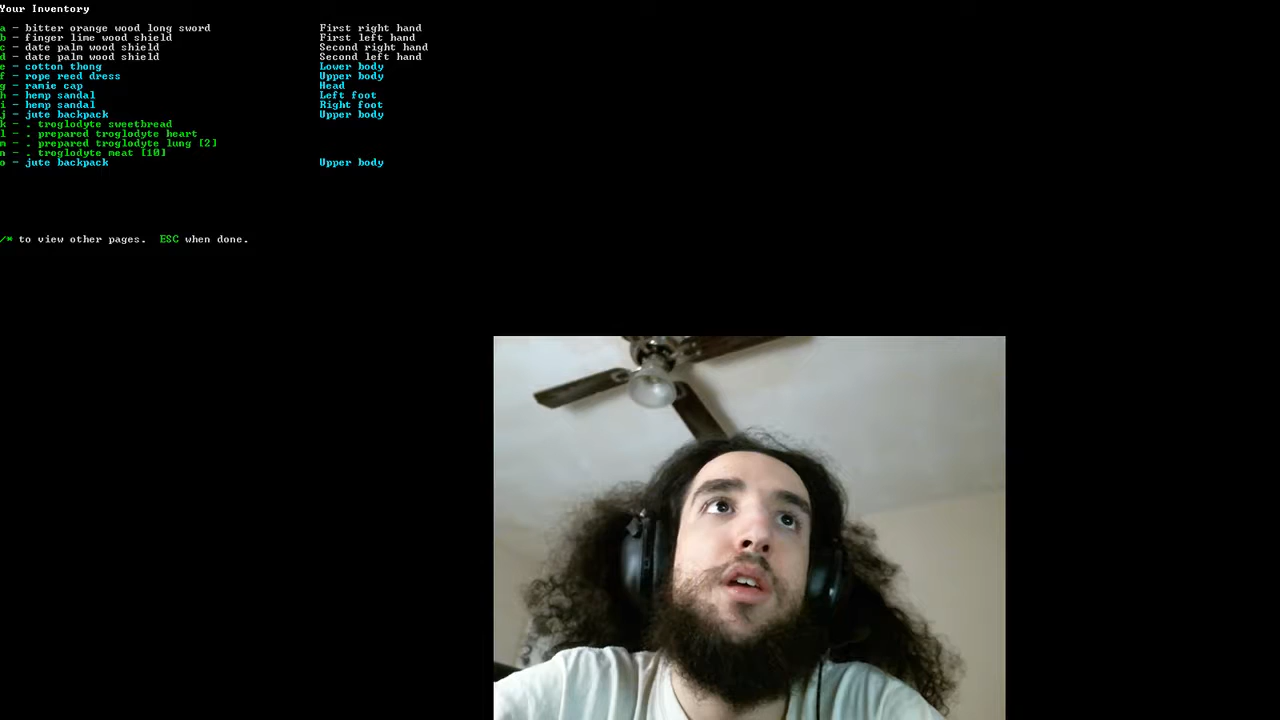 Your Inventory
a - bitter orange wood long sword First right hand
b - finger lime wood shield First left hand
c - date palm wood shield Second right hand
d - date palm wood shield Second left hand
e - cotton thong Lower body
f - rope reed dress Upper body
g - ramie cap Head
h - hemp sandal Left foot
i - hemp sandal Right foot
j - jute backpack Upper body
k - . troglodyte sweetbread
l - . prepared troglodyte heart
m - . prepared troglodyte lung [2]
n - . troglodyte meat [10]
o - jute backpack Upper body
/* to view other pages. ESC when done.